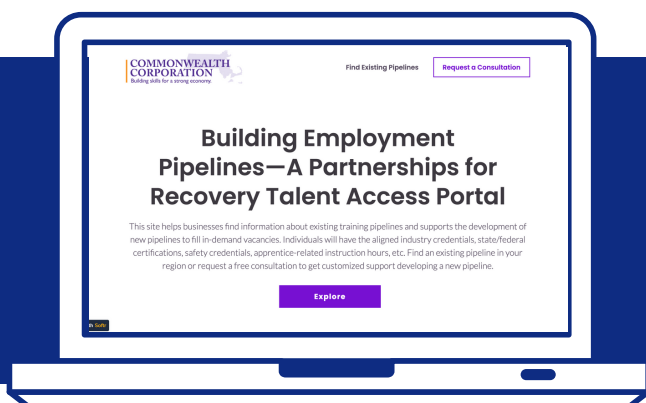 COMMONWEALTH
CORPORATION
Building skills for a strong economy.
Find Existing Pipelines
Request a Consultation
Building Employment
Pipelines—A Partnerships for
Recovery Talent Access Portal
This site helps businesses find information about existing training pipelines and supports the development of
new pipelines to fill in-demand vacancies. Individuals will have the aligned industry credentials, state/federal
certifications, safety credentials, apprentice-related instruction hours, etc. Find an existing pipeline in your
region or request a free consultation to get customized support developing a new pipeline.
Explore
th Softr